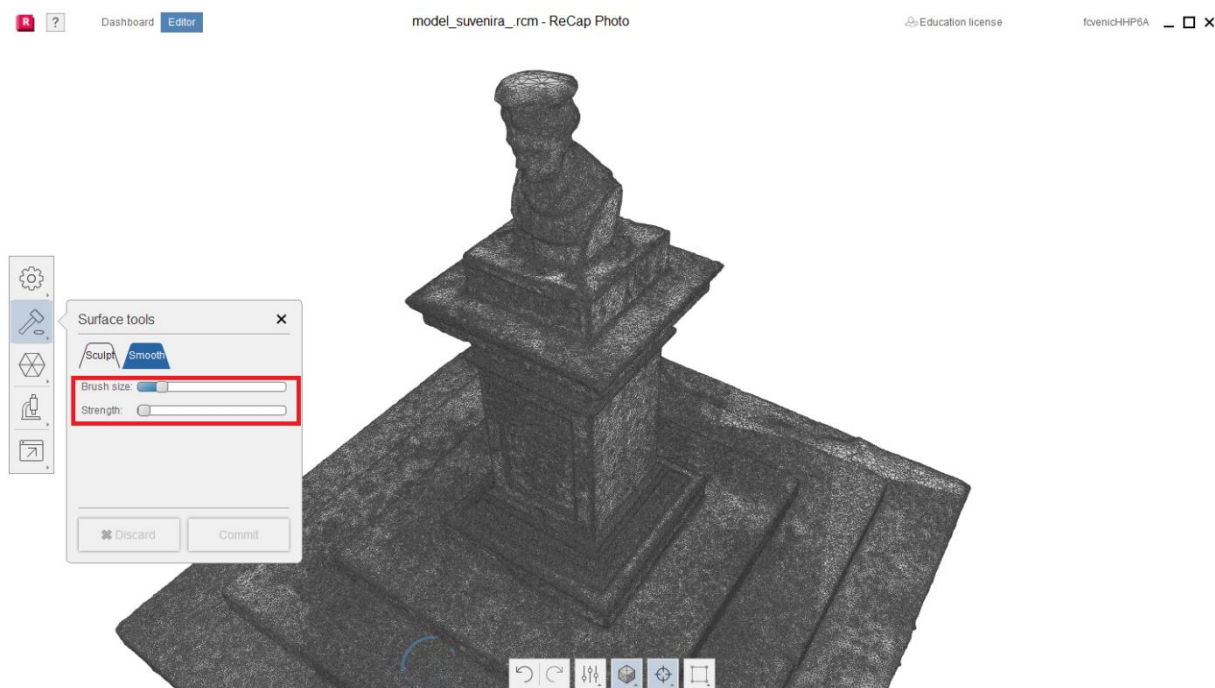 R ? Dashboard Editor model_suvenira_.rcm - ReCap Photo Education license fcvenicHHP6A
Surface tools
Sculpt Smooth
Brush size:
Strength:
Discard Commit